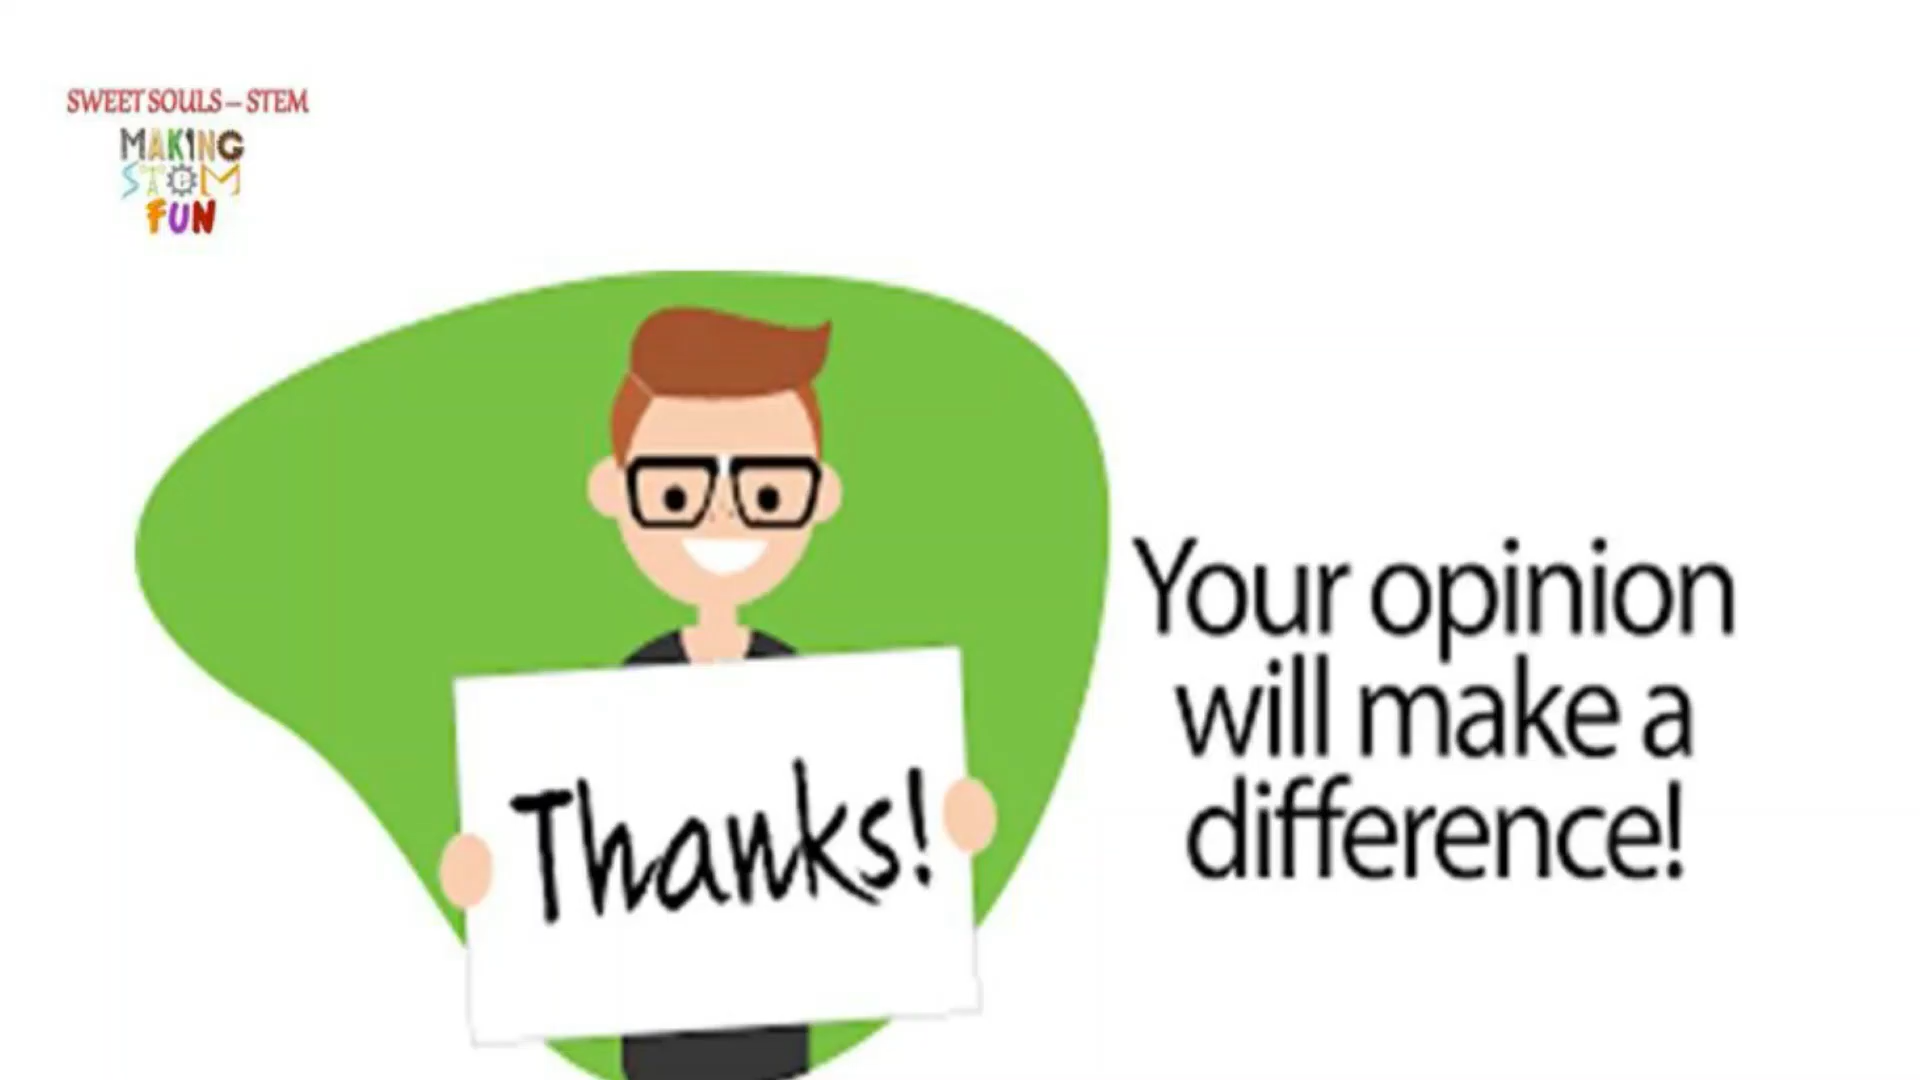 SWEET SOULS – STEM
MAKING
STEM
FUN
Thanks!
Your opinion
will make a
difference!